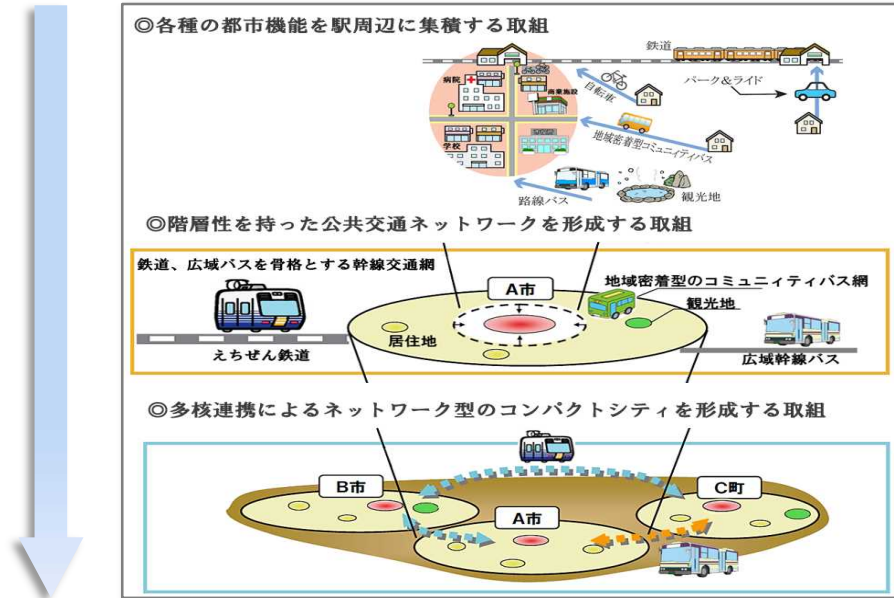 ◎各種の都市機能を駅周辺に集積する取組
鉄道
病院
商業施設
自転車
パーク&ライド
学校
地域密着型コミュニティバス
路線バス
観光地
◎階層性を持った公共交通ネットワークを形成する取組
鉄道、広域バスを骨格とする幹線交通網
A市
地域密着型のコミュニィティバス網
観光地
居住地
えちぜん鉄道
広域幹線バス
◎多核連携によるネットワーク型のコンパクトシティを形成する取組
B市
C町
A市